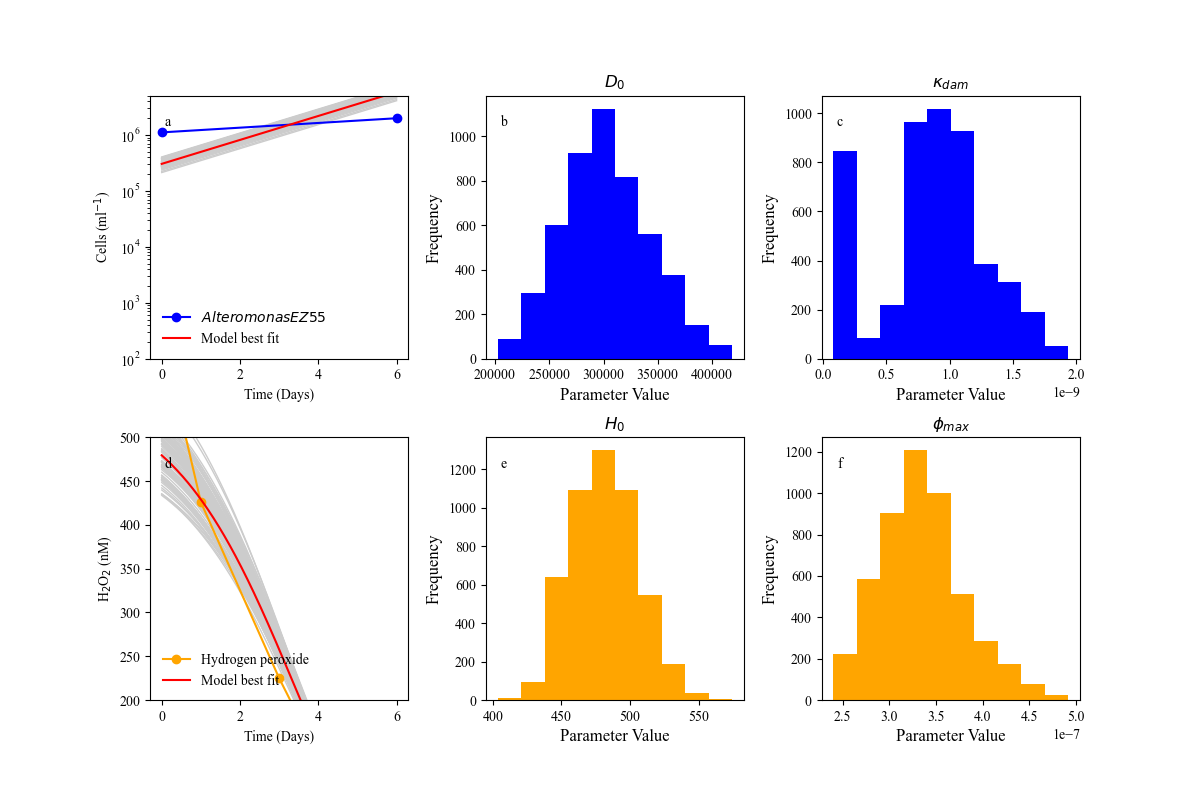 D₀
κ_dam
a
b
c
10⁶
10⁵
10⁴
10³
10²
Cells (ml⁻¹)
AlteromonasEZ55
Model best fit
0 2 4 6
Time (Days)
1000
800
600
400
200
0
Frequency
200000 250000 300000 350000 400000
Parameter Value
1000
800
600
400
200
0
Frequency
0.0 0.5 1.0 1.5 2.0
Parameter Value
1e−9
H₀
ϕ_max
d
e
f
500
450
400
350
300
250
200
H₂O₂ (nM)
Hydrogen peroxide
Model best fit
0 2 4 6
Time (Days)
1200
1000
800
600
400
200
0
Frequency
400 450 500 550
Parameter Value
1200
1000
800
600
400
200
0
Frequency
2.5 3.0 3.5 4.0 4.5 5.0
Parameter Value
1e−7